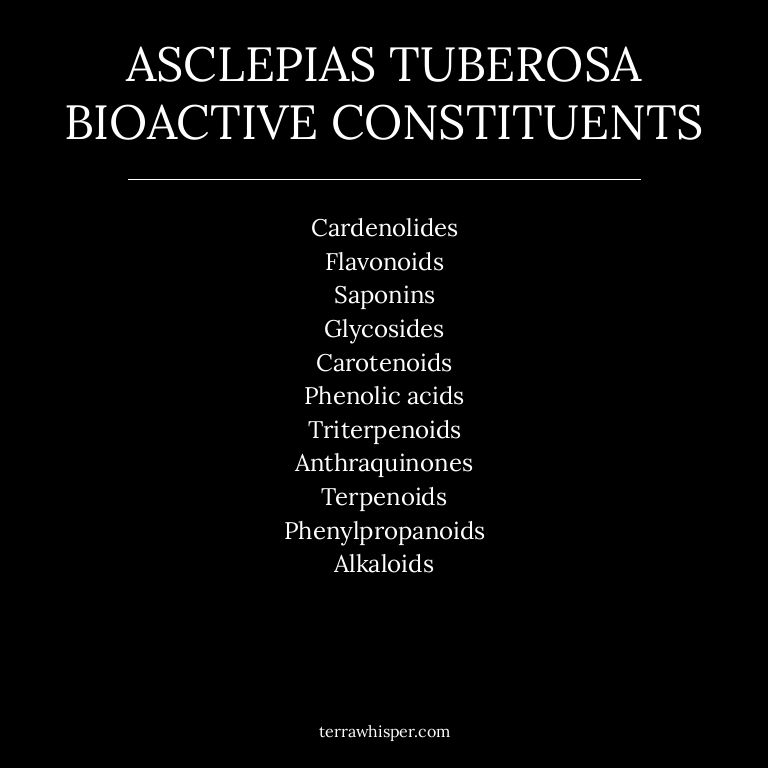 ASCLEPIAS TUBEROSA
BIOACTIVE CONSTITUENTS
Cardenolides
Flavonoids
Saponins
Glycosides
Carotenoids
Phenolic acids
Triterpenoids
Anthraquinones
Terpenoids
Phenylpropanoids
Alkaloids
terrawhisper.com